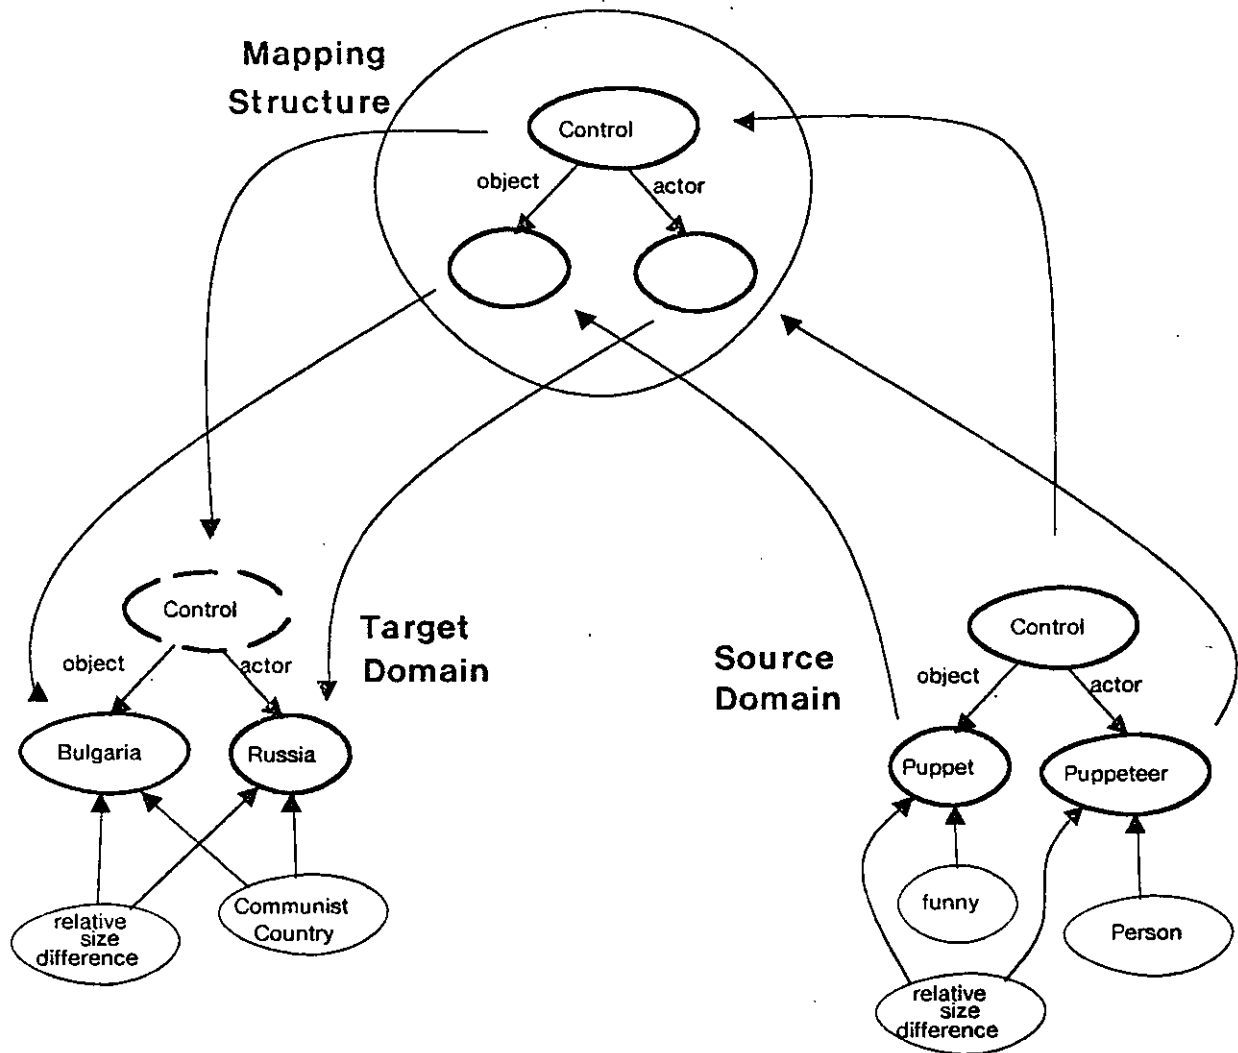 Mapping
Structure
Control
object
actor
Control
object
actor
Target
Domain
Bulgaria
Russia
relative
size
difference
Communist
Country
Source
Domain
Control
object
actor
Puppet
Puppeteer
funny
Person
relative
size
difference